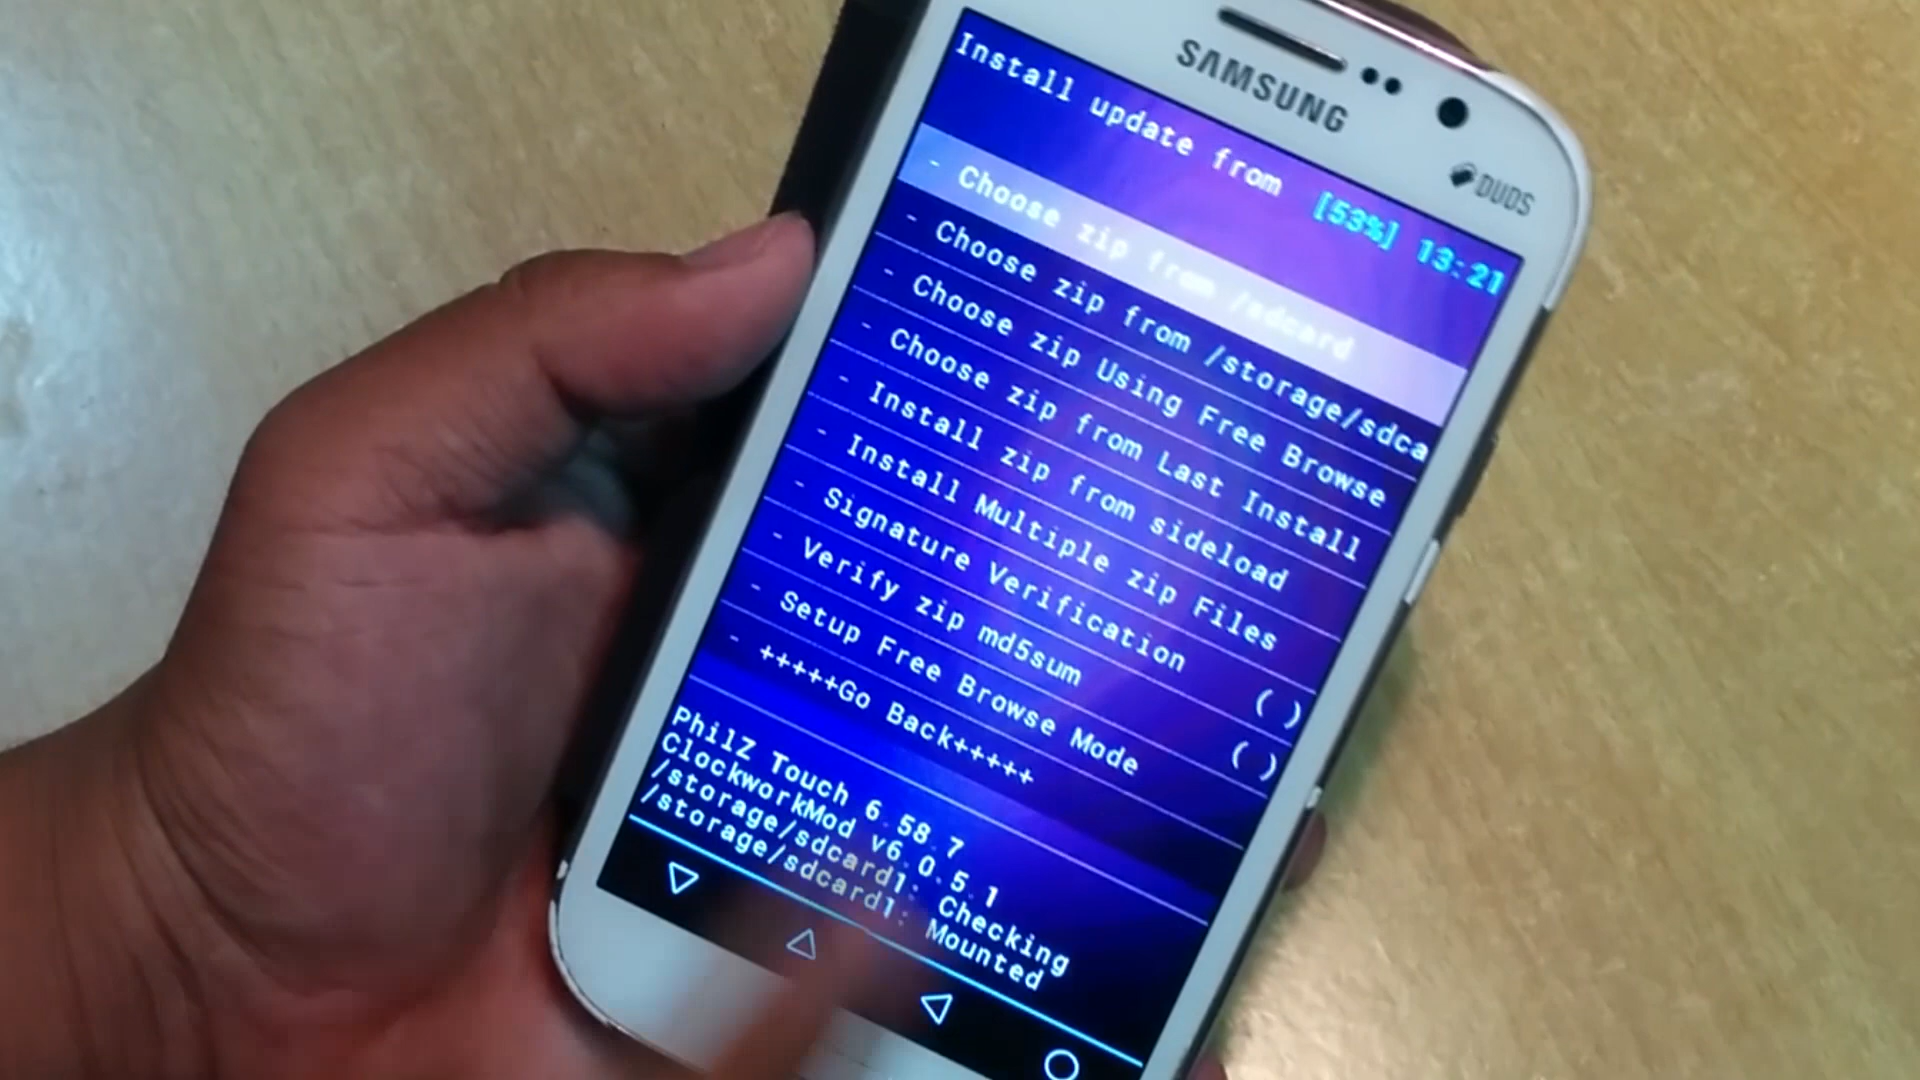 SAMSUNG
DUOS
Install update from [53%] 13:21
- Choose zip from /sdcard
- Choose zip from /storage/sdca
- Choose zip Using Free Browse
- Choose zip from Last Install
- Install zip from sideload
- Install Multiple zip Files
- Signature Verification ( )
- Verify zip md5sum ( )
- Setup Free Browse Mode
- +++++Go Back+++++
PhilZ Touch 6.58.7
ClockworkMod v6.0.5.1
/storage/sdcard1: Checking
/storage/sdcard1: Mounted